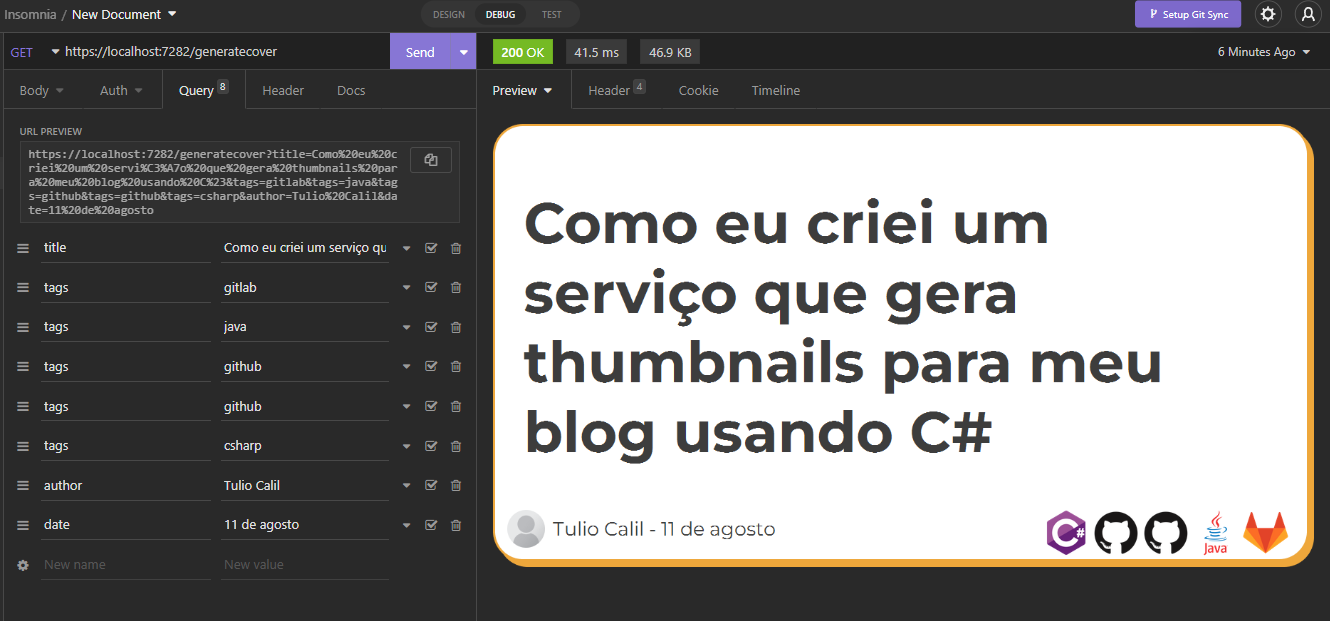 Insomnia / New Document
DESIGN DEBUG TEST
Setup Git Sync
GET https://localhost:7282/generatecover
Send
200 OK 41.5 ms 46.9 KB
6 Minutes Ago
Body Auth Query 8 Header Docs
Preview Header 4 Cookie Timeline
URL PREVIEW
https://localhost:7282/generatecover?title=Como%20eu%20c
riei%20um%20servi%C3%A7o%20que%20gera%20thumbnails%20par
a%20meu%20blog%20usando%20C%23&tags=gitlab&tags=java&tag
s=github&tags=github&tags=csharp&author=Tulio%20Calil&da
te=11%20de%20agosto
title Como eu criei um serviço qu
tags gitlab
tags java
tags github
tags github
tags csharp
author Tulio Calil
date 11 de agosto
New name New value
Como eu criei um
serviço que gera
thumbnails para meu
blog usando C#
Tulio Calil - 11 de agosto
C#
Java